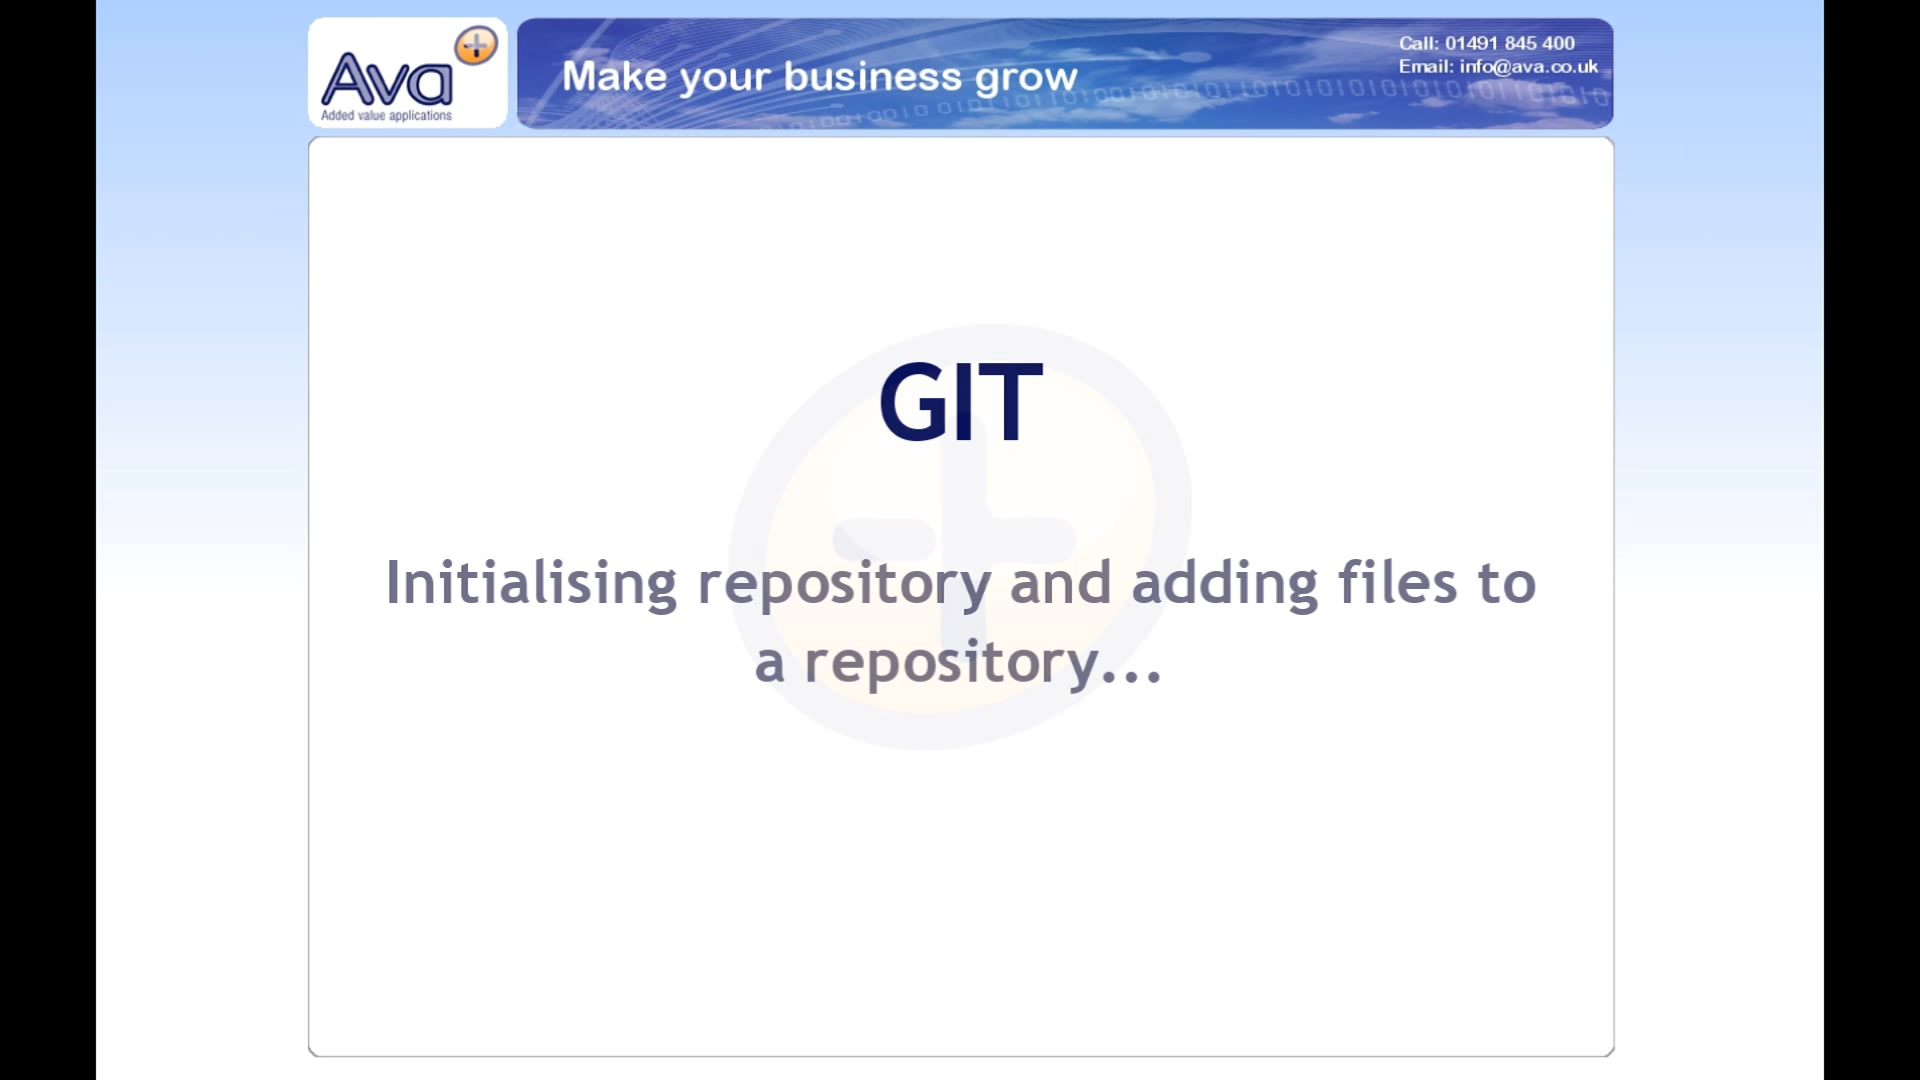 Ava
Added value applications
Make your business grow
Call: 01491 845 400
Email: info@ava.co.uk
GIT
Initialising repository and adding files to
a repository...